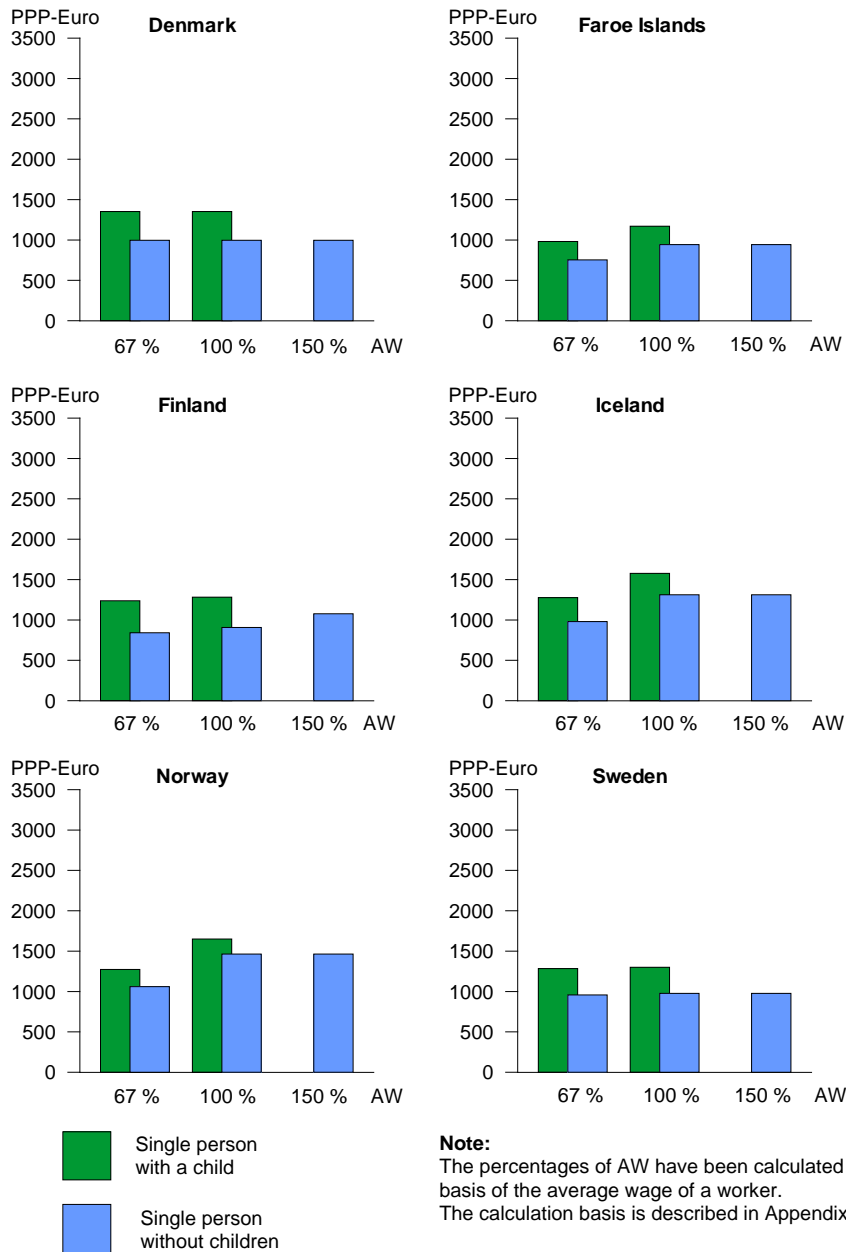 PPP-Euro
Denmark
3500
3000
2500
2000
1500
1000
500
0
67 % 100 % 150 % AW
PPP-Euro
Faroe Islands
3500
3000
2500
2000
1500
1000
500
0
67 % 100 % 150 % AW
PPP-Euro
Finland
3500
3000
2500
2000
1500
1000
500
0
67 % 100 % 150 % AW
PPP-Euro
Iceland
3500
3000
2500
2000
1500
1000
500
0
67 % 100 % 150 % AW
PPP-Euro
Norway
3500
3000
2500
2000
1500
1000
500
0
67 % 100 % 150 % AW
PPP-Euro
Sweden
3500
3000
2500
2000
1500
1000
500
0
67 % 100 % 150 % AW
Single person
with a child
Single person
without children
Note:
The percentages of AW have been calculated
basis of the average wage of a worker.
The calculation basis is described in Appendix